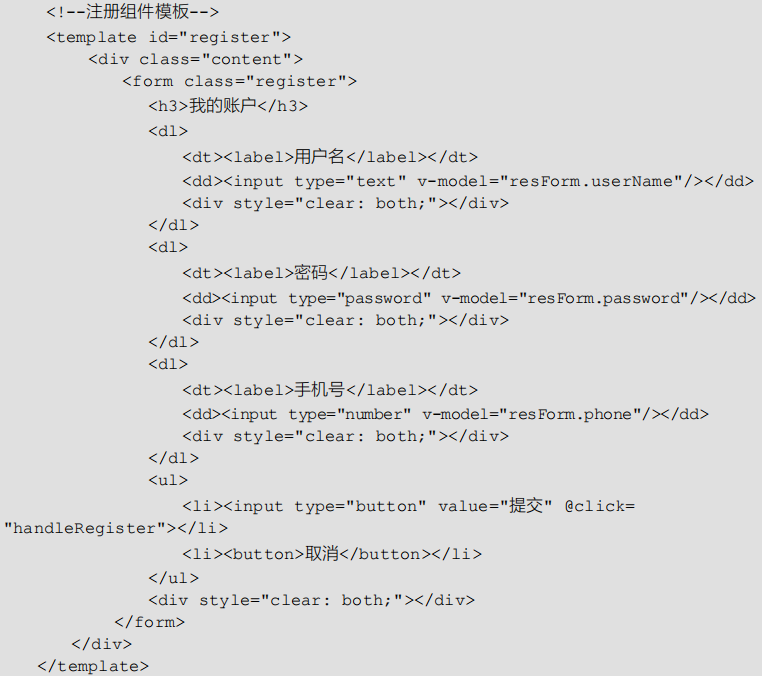 <!--注册组件模板-->
<template id="register">
<div class="content">
<form class="register">
<h3>我的账户</h3>
<dl>
<dt><label>用户名</label></dt>
<dd><input type="text" v-model="resForm.userName"/></dd>
<div style="clear: both;"></div>
</dl>
<dl>
<dt><label>密码</label></dt>
<dd><input type="password" v-model="resForm.password"/></dd>
<div style="clear: both;"></div>
</dl>
<dl>
<dt><label>手机号</label></dt>
<dd><input type="number" v-model="resForm.phone"/></dd>
<div style="clear: both;"></div>
</dl>
<ul>
<li><input type="button" value="提交" @click=
"handleRegister"></li>
<li><button>取消</button></li>
</ul>
<div style="clear: both;"></div>
</form>
</div>
</template>